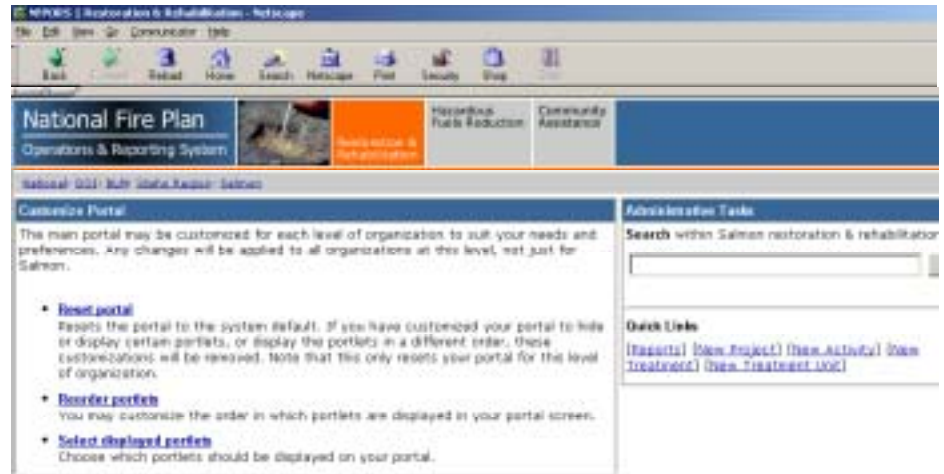 NFPORS | Restoration & Rehabilitation - Netscape
File Edit View Go Communicator Help
Back Reload Home Search Netscape Print Security Shop
National Fire Plan
Operations & Reporting System
Restoration & Rehabilitation
Hazardous Fuels Reduction
Community Assistance
National: DOI: BLM: Idaho Region: Salmon
Customize Portal
The main portal may be customized for each level of organization to suit your needs and
preferences. Any changes will be applied to all organizations at this level, not just for
Salmon.
• Reset portal
Resets the portal to the system default. If you have customized your portal to hide
or display certain portlets, or display the portlets in a different order, these
customizations will be removed. Note that this only resets your portal for this level
of organization.
• Reorder portlets
You may customize the order in which portlets are displayed in your portal screen.
• Select displayed portlets
Choose which portlets should be displayed on your portal.
Administrative Tasks
Search within Salmon restoration & rehabilitation
Quick Links
[Reports] [New Project] [New Activity] [New
Treatment] [New Treatment Unit]